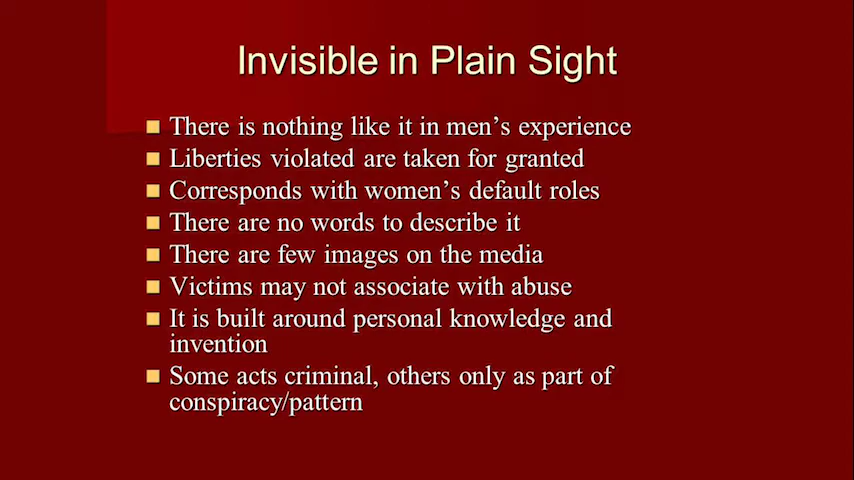 Invisible in Plain Sight
There is nothing like it in men's experience
Liberties violated are taken for granted
Corresponds with women's default roles
There are no words to describe it
There are few images on the media
Victims may not associate with abuse
It is built around personal knowledge and
invention
Some acts criminal, others only as part of
conspiracy/pattern